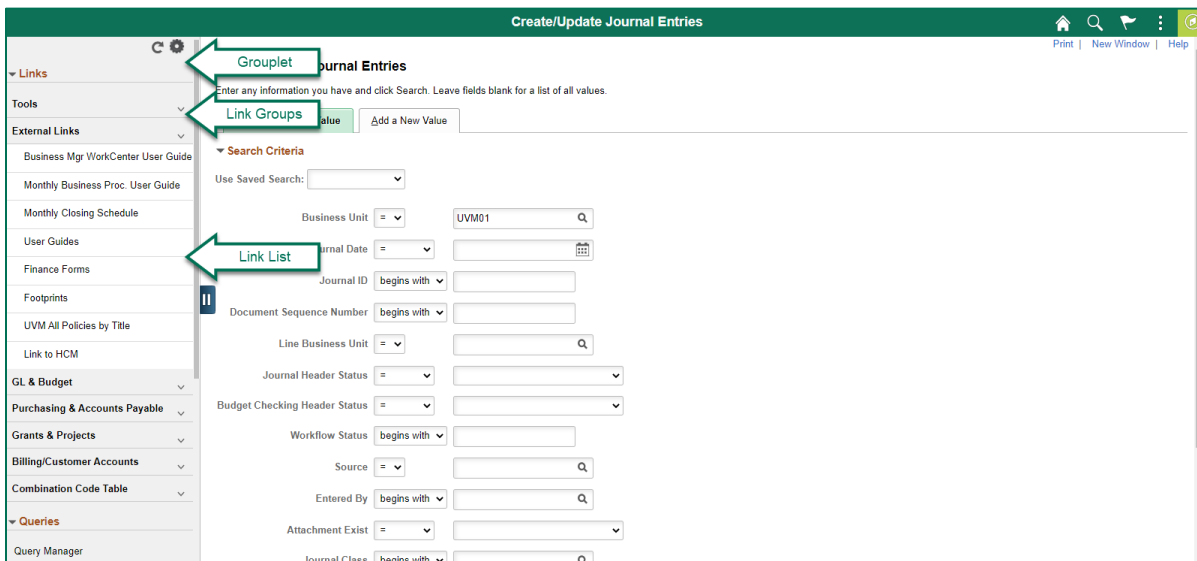 Create/Update Journal Entries
Print | New Window | Help
Links
Tools
External Links
Business Mgr WorkCenter User Guide
Monthly Business Proc. User Guide
Monthly Closing Schedule
User Guides
Finance Forms
Footprints
UVM All Policies by Title
Link to HCM
GL & Budget
Purchasing & Accounts Payable
Grants & Projects
Billing/Customer Accounts
Combination Code Table
Queries
Query Manager
Grouplet
Link Groups
Link List
Entries
Enter any information you have and click Search. Leave fields blank for a list of all values.
Add a New Value
Search Criteria
Use Saved Search:
Business Unit = UVM01
Date =
Journal ID begins with
Document Sequence Number begins with
Line Business Unit =
Journal Header Status =
Budget Checking Header Status =
Workflow Status begins with
Source =
Entered By begins with
Attachment Exist =
Journal Class begins with